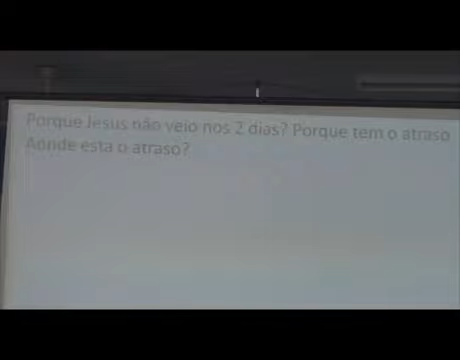 Porque Jesus não veio nos 2 dias? Porque tem o atraso
Aonde esta o atraso?